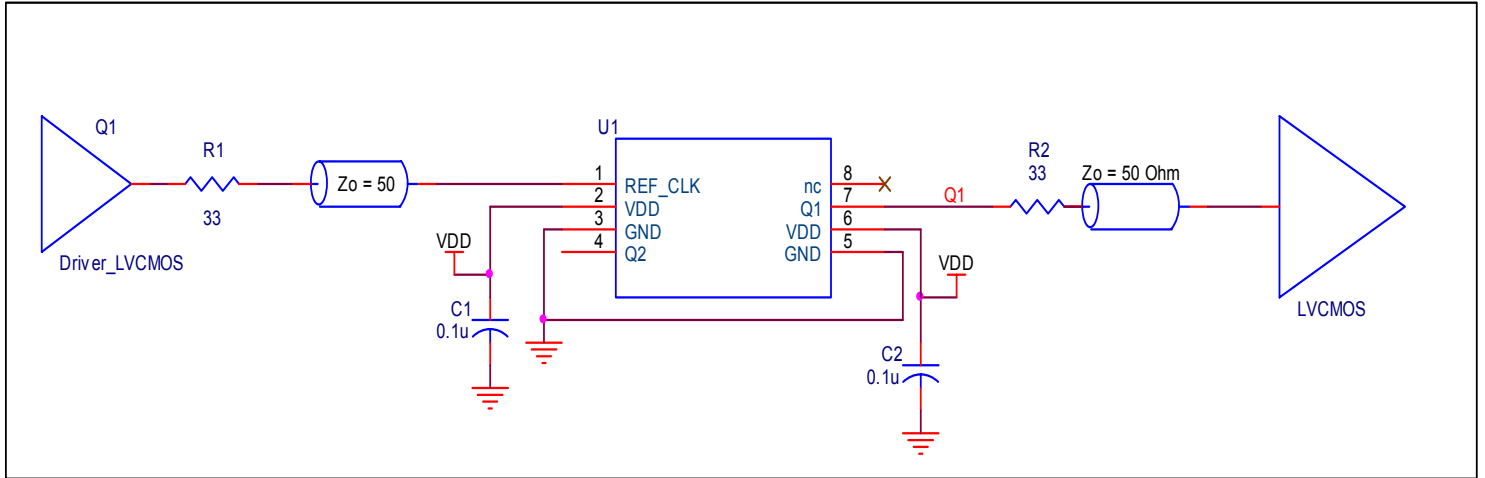 Q1
R1
33
Driver_LVCMOS
Zo = 50
VDD
C1
0.1u
U1
1
2
3
4
REF_CLK
VDD
GND
Q2
nc
Q1
VDD
GND
8
7
6
5
Q1
VDD
C2
0.1u
R2
33
Zo = 50 Ohm
LVCMOS